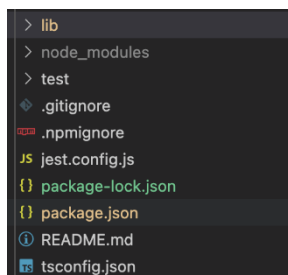 > lib
> node_modules
> test
.gitignore
.npmignore
JS jest.config.js
{} package-lock.json
{} package.json
README.md
TS tsconfig.json